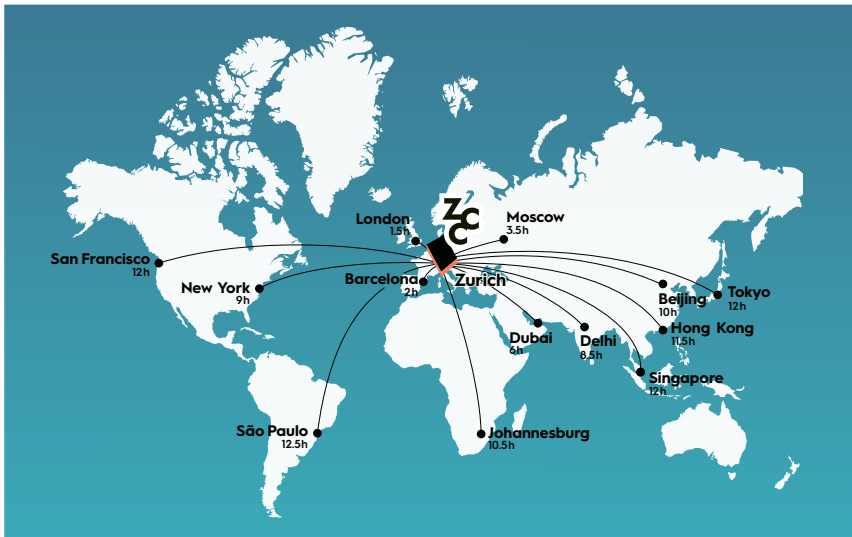 Z
C
C
London
1.5h
Moscow
3.5h
San Francisco
12h
New York
9h
Barcelona
2h
Zurich
Beijing
10h
Tokyo
12h
Dubai
6h
Delhi
8.5h
Hong Kong
11.5h
Singapore
12h
São Paulo
12.5h
Johannesburg
10.5h